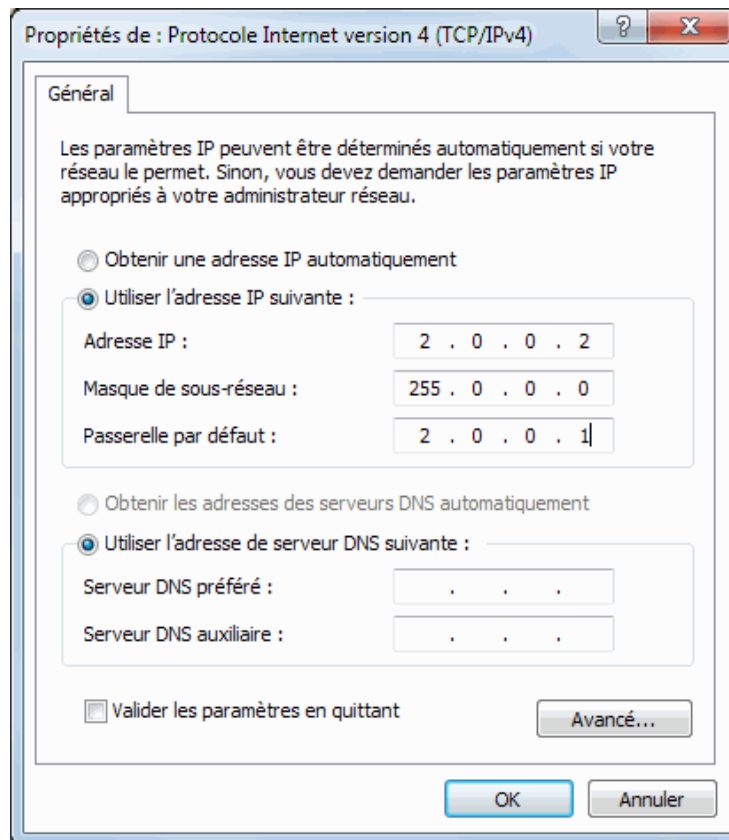 Propriétés de : Protocole Internet version 4 (TCP/IPv4)
?
X
Général
Les paramètres IP peuvent être déterminés automatiquement si votre
réseau le permet. Sinon, vous devez demander les paramètres IP
appropriés à votre administrateur réseau.
Obtenir une adresse IP automatiquement
Utiliser l'adresse IP suivante :
Adresse IP : 2 . 0 . 0 . 2
Masque de sous-réseau : 255 . 0 . 0 . 0
Passerelle par défaut : 2 . 0 . 0 . 1
Obtenir les adresses des serveurs DNS automatiquement
Utiliser l'adresse de serveur DNS suivante :
Serveur DNS préféré : . . .
Serveur DNS auxiliaire : . . .
Valider les paramètres en quittant
Avancé...
OK Annuler